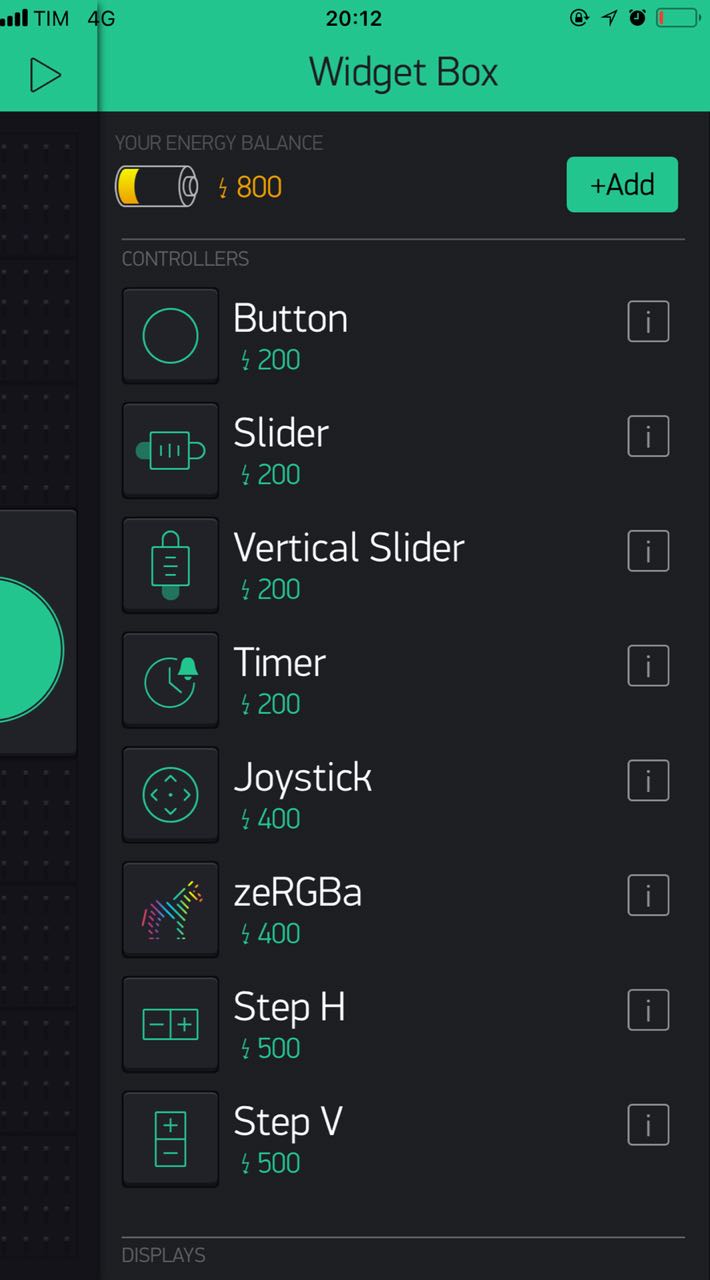 TIM 4G 20:12
Widget Box
YOUR ENERGY BALANCE
800
+Add
CONTROLLERS
Button
i
200
Slider
i
200
Vertical Slider
i
200
Timer
i
200
Joystick
i
400
zeRGBa
i
400
Step H
i
500
Step V
i
500
DISPLAYS